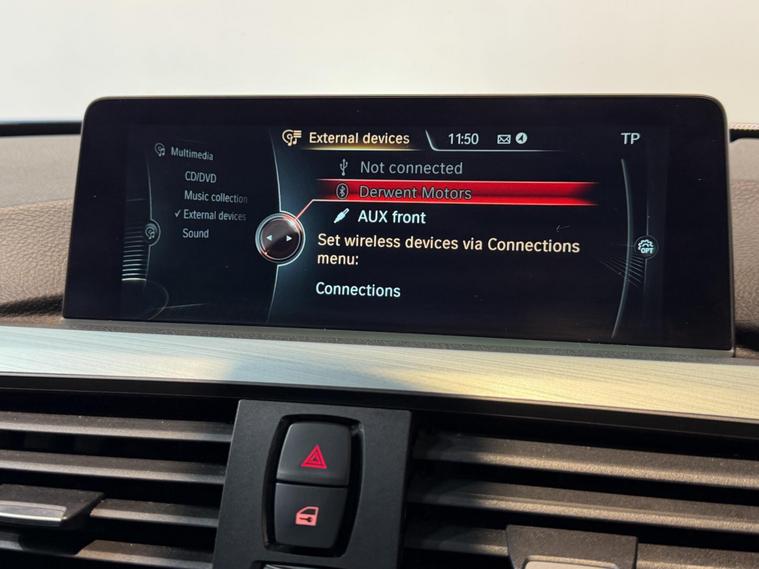 External devices
11:50
TP
Multimedia
CD/DVD
Music collection
External devices
Sound
Not connected
Derwent Motors
AUX front
Set wireless devices via Connections
menu:
Connections
OPT